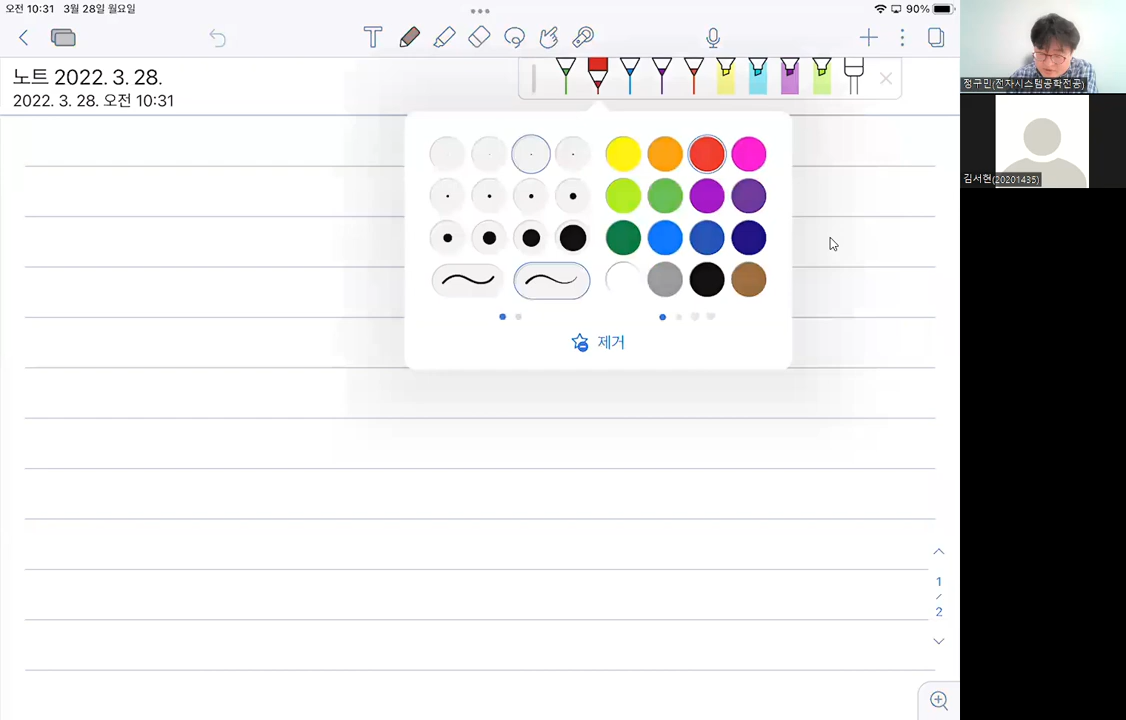 오전 10:31 3월 28일 월요일
90%
T
노트 2022. 3. 28.
2022. 3. 28. 오전 10:31
제거
1
/
2
정구민(전자시스템공학전공)
김서현(20201435)